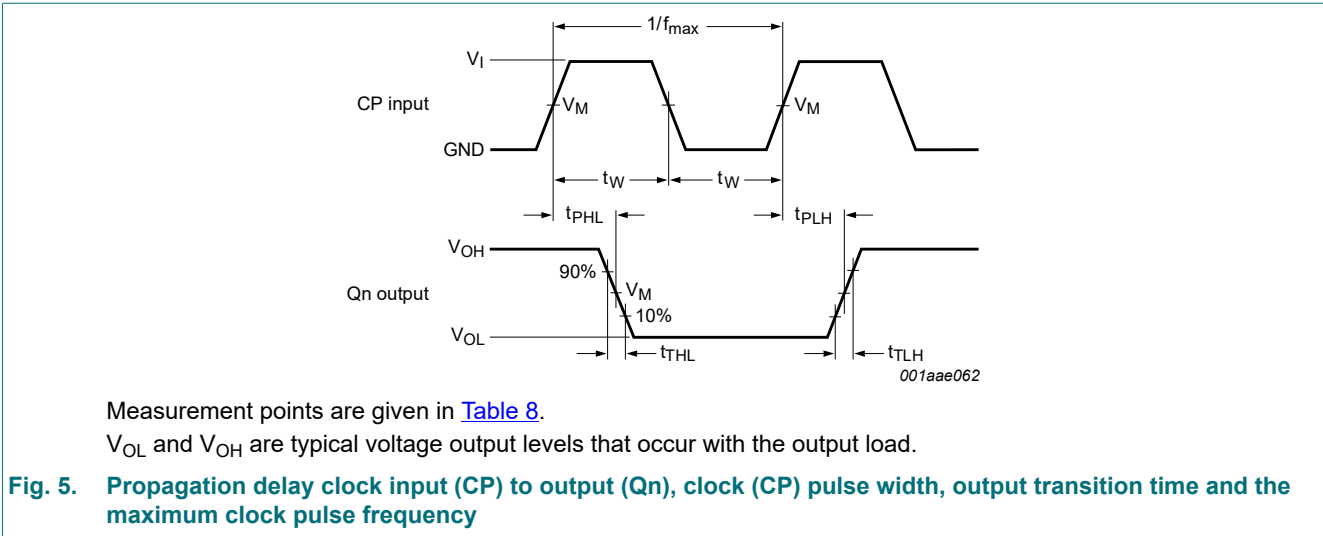 1/fmax
VI
CP input
VM VM
GND
tW tW
tPHL tPLH
VOH
90%
Qn output
VM
10%
VOL
tTHL tTLH
001aae062
Measurement points are given in Table 8.
VOL and VOH are typical voltage output levels that occur with the output load.
Fig. 5. Propagation delay clock input (CP) to output (Qn), clock (CP) pulse width, output transition time and the
maximum clock pulse frequency